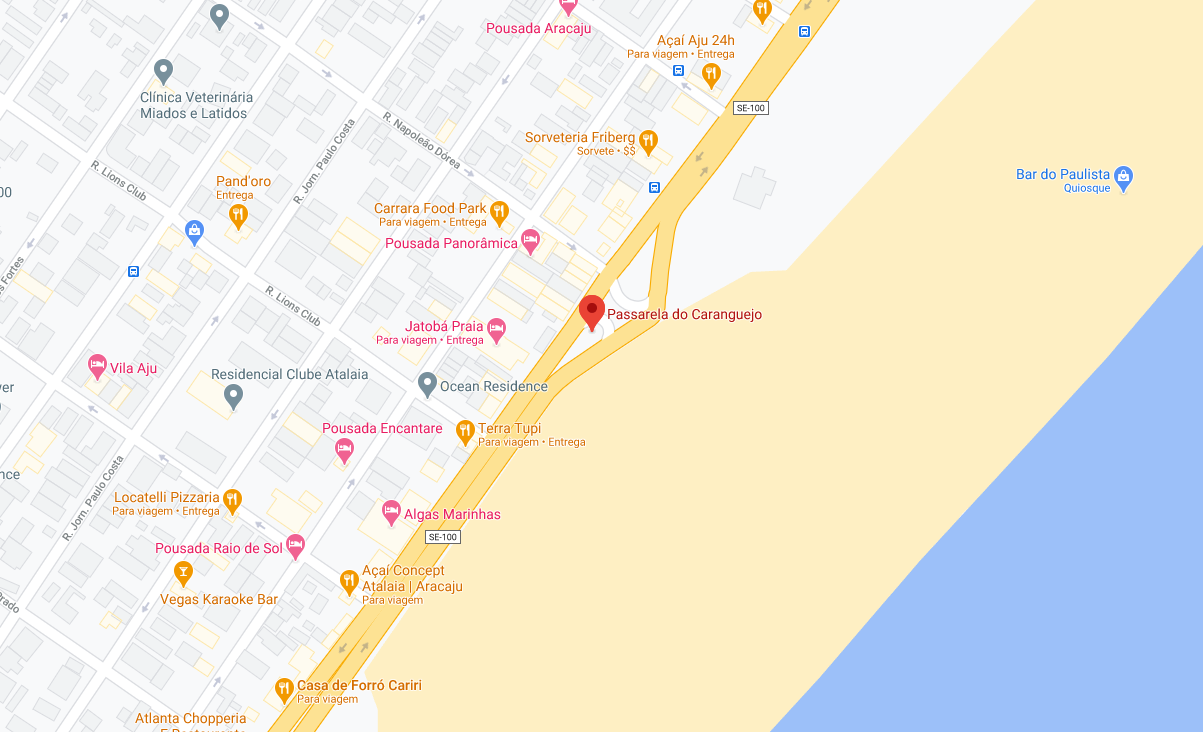 Pousada Aracaju
Açaí Aju 24h
Para viagem • Entrega
Clínica Veterinária
Miados e Latidos
SE-100
R. Napoleão Dórea
R. Jorn. Paulo Costa
Sorveteria Friberg
Sorvete • $$
R. Lions Club
Pand'oro
Entrega
Bar do Paulista
Quiosque
00
Carrara Food Park
Para viagem • Entrega
Pousada Panorâmica
Fortes
R. Lions Club
Passarela do Caranguejo
Jatobá Praia
Para viagem • Entrega
Vila Aju
Residencial Clube Atalaia
Ocean Residence
Pousada Encantare
Terra Tupi
Para viagem • Entrega
R. Jorn. Paulo Costa
Locatelli Pizzaria
Para viagem • Entrega
Algas Marinhas
SE-100
Pousada Raio de Sol
Açaí Concept
Atalaia | Aracaju
Para viagem
Vegas Karaoke Bar
Casa de Forró Cariri
Para viagem
Atlanta Chopperia